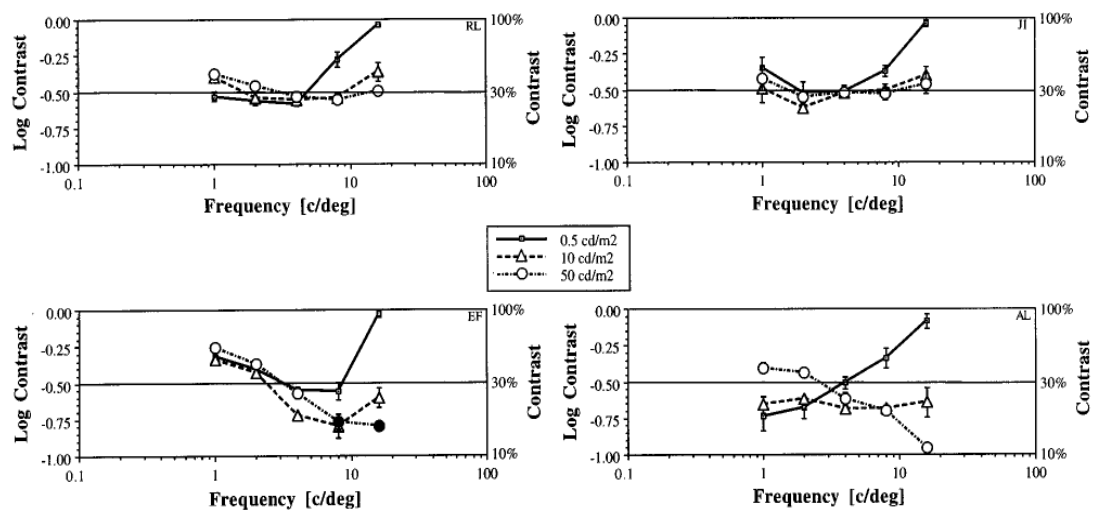 0.00
-0.25
-0.50
-0.75
-1.00
Log Contrast
RL
100%
30%
10%
Contrast
0.1
1
10
100
Frequency [c/deg]
0.00
-0.25
-0.50
-0.75
-1.00
Log Contrast
JI
100%
30%
10%
Contrast
0.1
1
10
100
Frequency [c/deg]
0.5 cd/m2
10 cd/m2
50 cd/m2
0.00
-0.25
-0.50
-0.75
-1.00
Log Contrast
EF
100%
30%
10%
Contrast
0.1
1
10
100
Frequency [c/deg]
0.00
-0.25
-0.50
-0.75
-1.00
Log Contrast
AL
100%
30%
10%
Contrast
0.1
1
10
100
Frequency [c/deg]